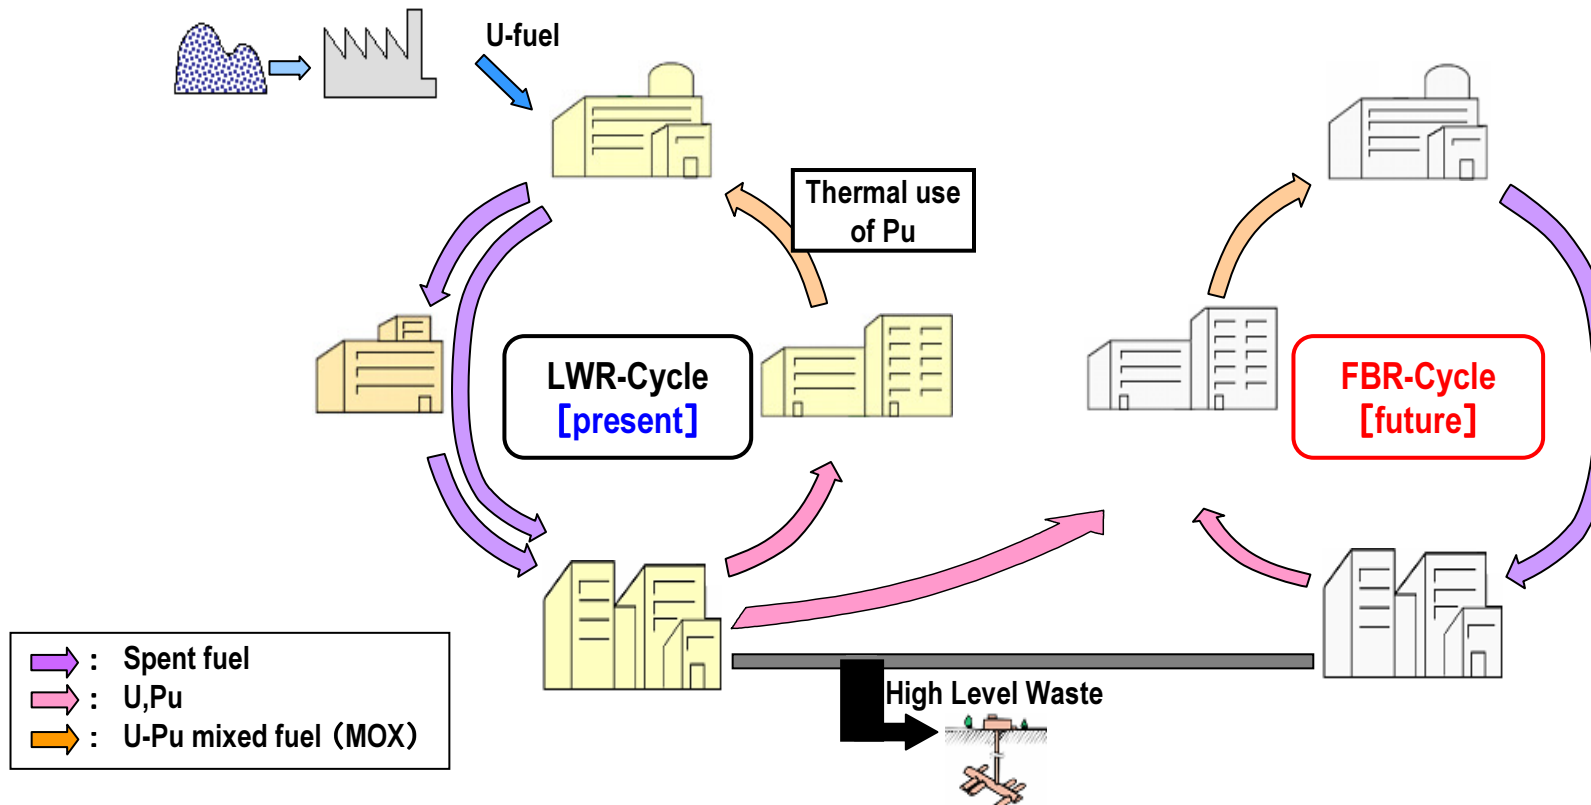 U-fuel
Thermal use
of Pu
LWR-Cycle
［present］
FBR-Cycle
［future］
： Spent fuel
： U,Pu
： U-Pu mixed fuel（MOX）
High Level Waste